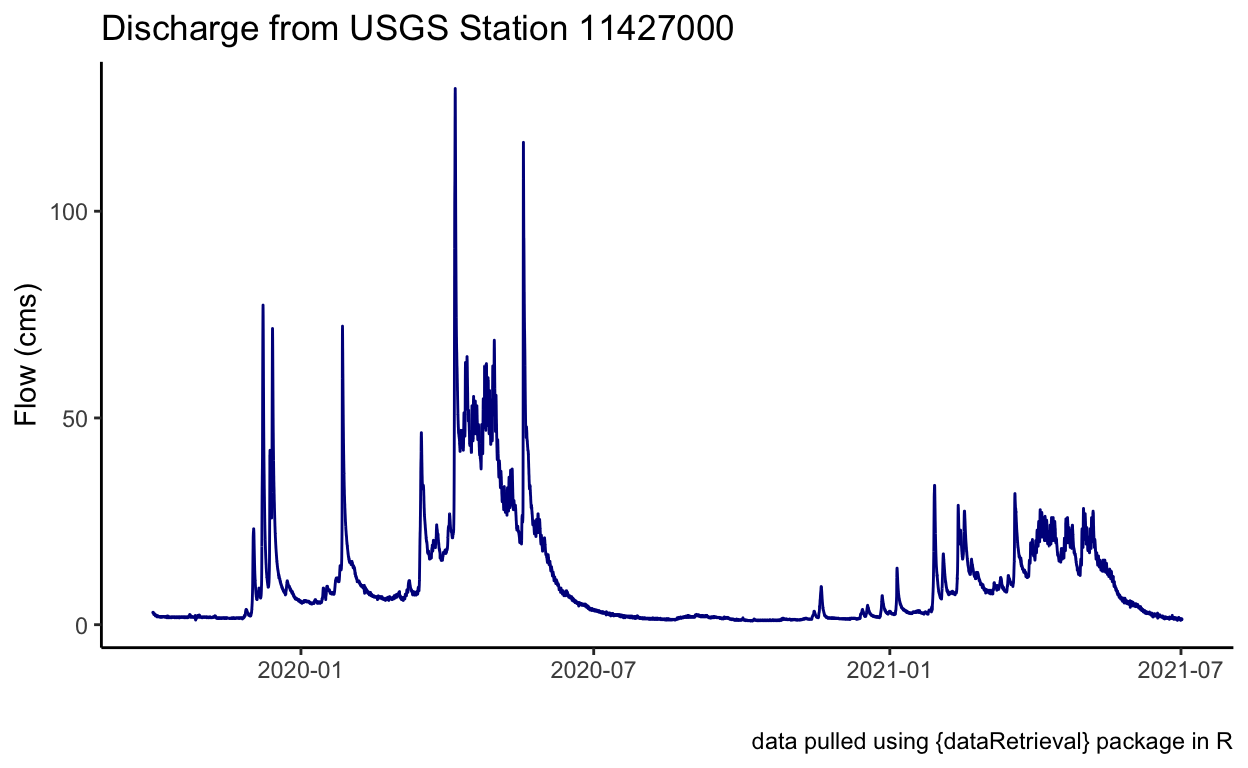 Discharge from USGS Station 11427000
Flow (cms)
100
50
0
2020-01
2020-07
2021-01
2021-07
data pulled using {dataRetrieval} package in R